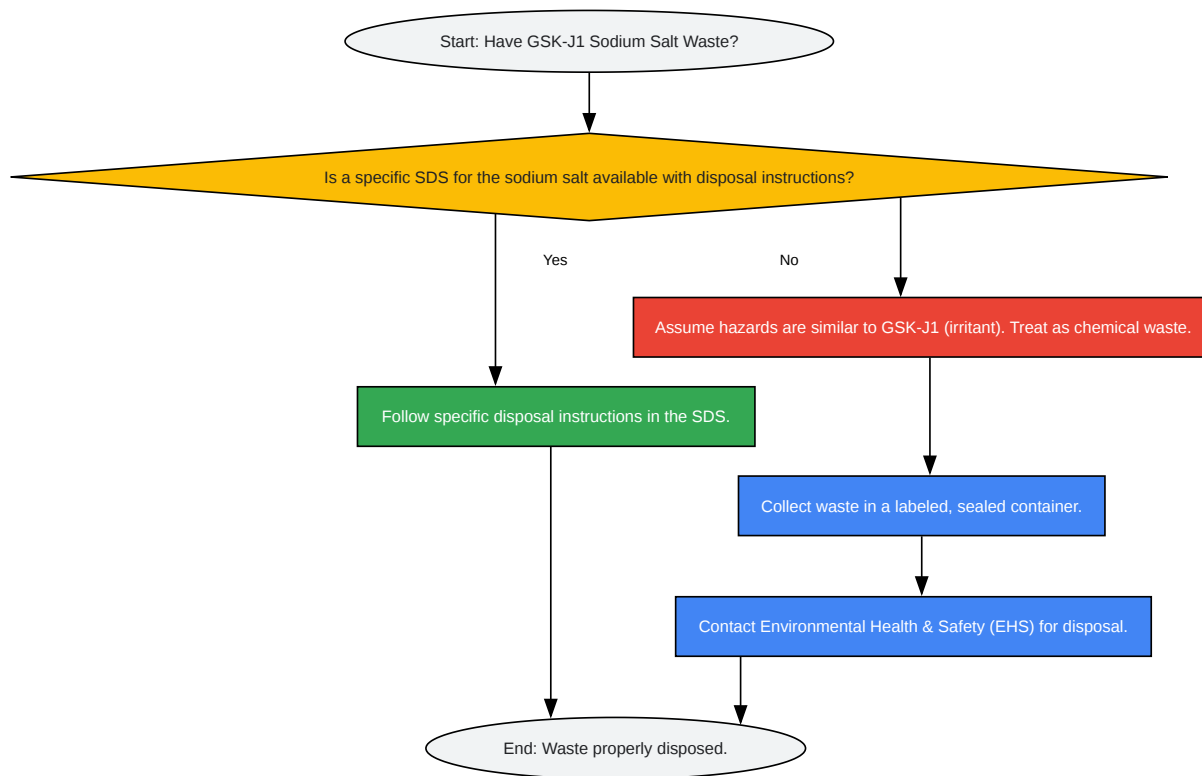 Start: Have GSK-J1 Sodium Salt Waste?
Is a specific SDS for the sodium salt available with disposal instructions?
Yes
No
Assume hazards are similar to GSK-J1 (irritant). Treat as chemical waste.
Follow specific disposal instructions in the SDS.
Collect waste in a labeled, sealed container.
Contact Environmental Health & Safety (EHS) for disposal.
End: Waste properly disposed.